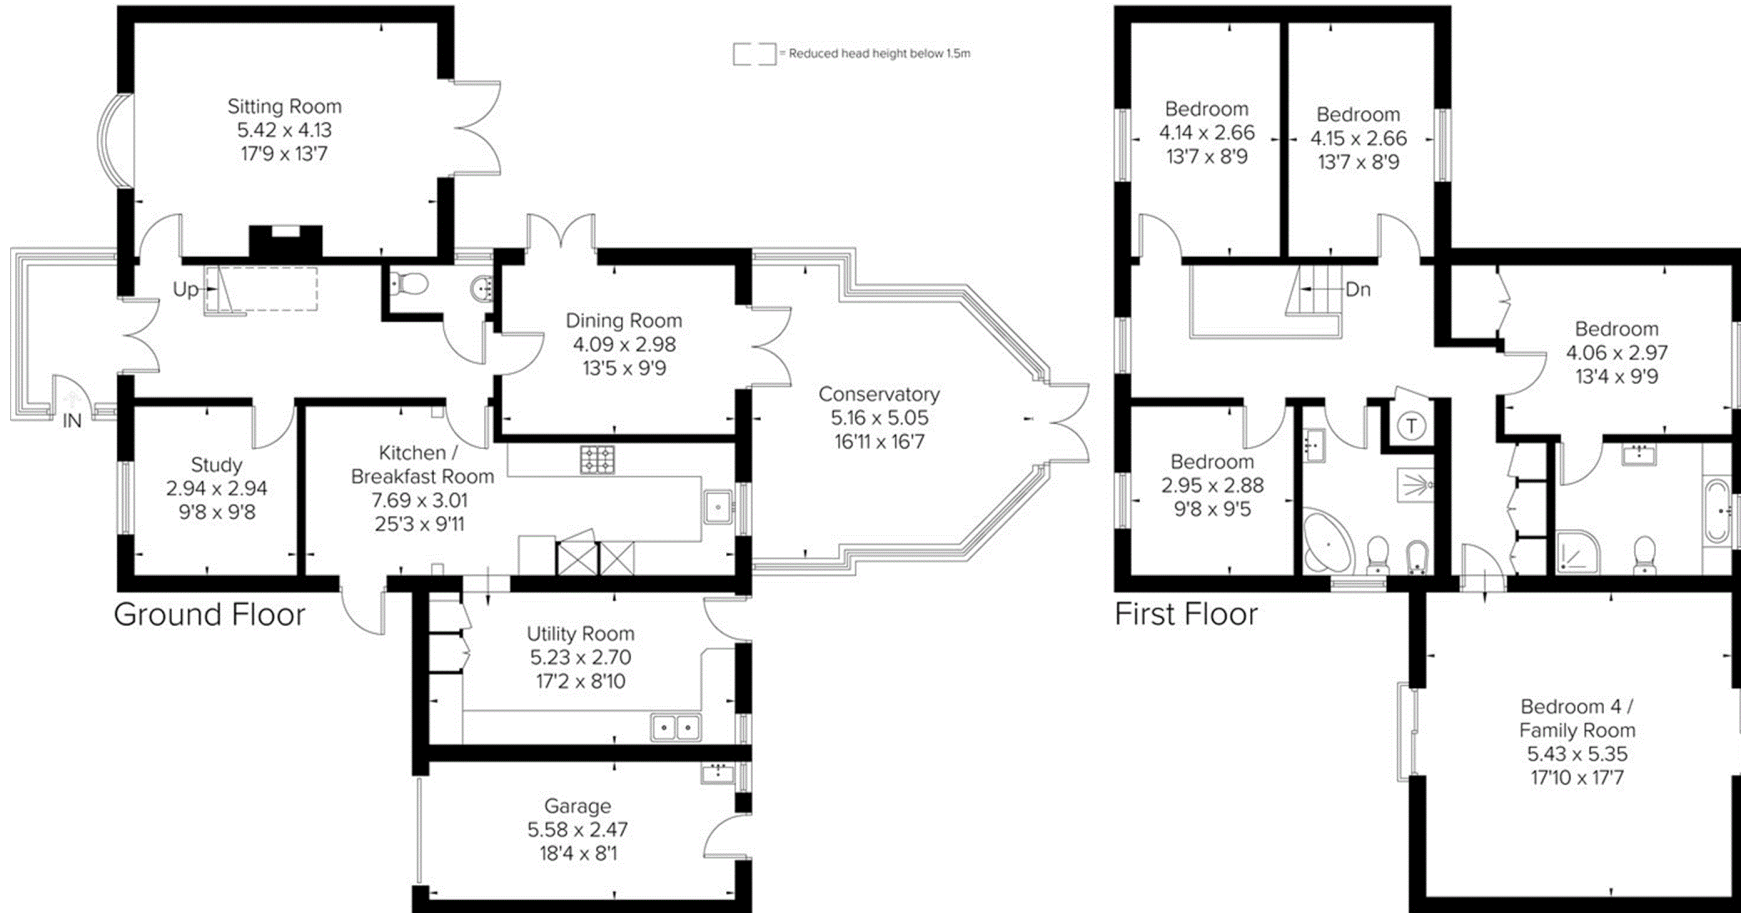 = Reduced head height below 1.5m
Sitting Room
5.42 x 4.13
17'9 x 13'7
Up
IN
Dining Room
4.09 x 2.98
13'5 x 9'9
Conservatory
5.16 x 5.05
16'11 x 16'7
Study
2.94 x 2.94
9'8 x 9'8
Kitchen /
Breakfast Room
7.69 x 3.01
25'3 x 9'11
Ground Floor
Utility Room
5.23 x 2.70
17'2 x 8'10
Garage
5.58 x 2.47
18'4 x 8'1
Bedroom
4.14 x 2.66
13'7 x 8'9
Bedroom
4.15 x 2.66
13'7 x 8'9
Dn
Bedroom
4.06 x 2.97
13'4 x 9'9
T
Bedroom
2.95 x 2.88
9'8 x 9'5
First Floor
Bedroom 4 /
Family Room
5.43 x 5.35
17'10 x 17'7